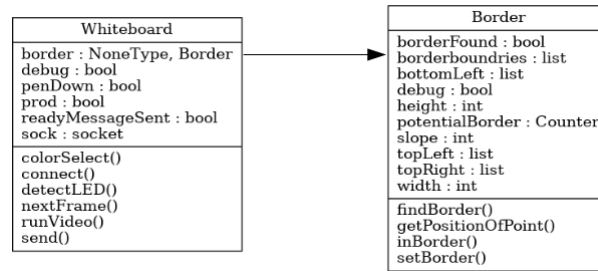 Whiteboard
border : NoneType, Border
debug : bool
penDown : bool
prod : bool
readyMessageSent : bool
sock : socket
colorSelect()
connect()
detectLED()
nextFrame()
runVideo()
send()
Border
borderFound : bool
borderboundries : list
bottomLeft : list
debug : bool
height : int
potentialBorder : Counter
slope : int
topLeft : list
topRight : list
width : int
findBorder()
getPositionOfPoint()
inBorder()
setBorder()